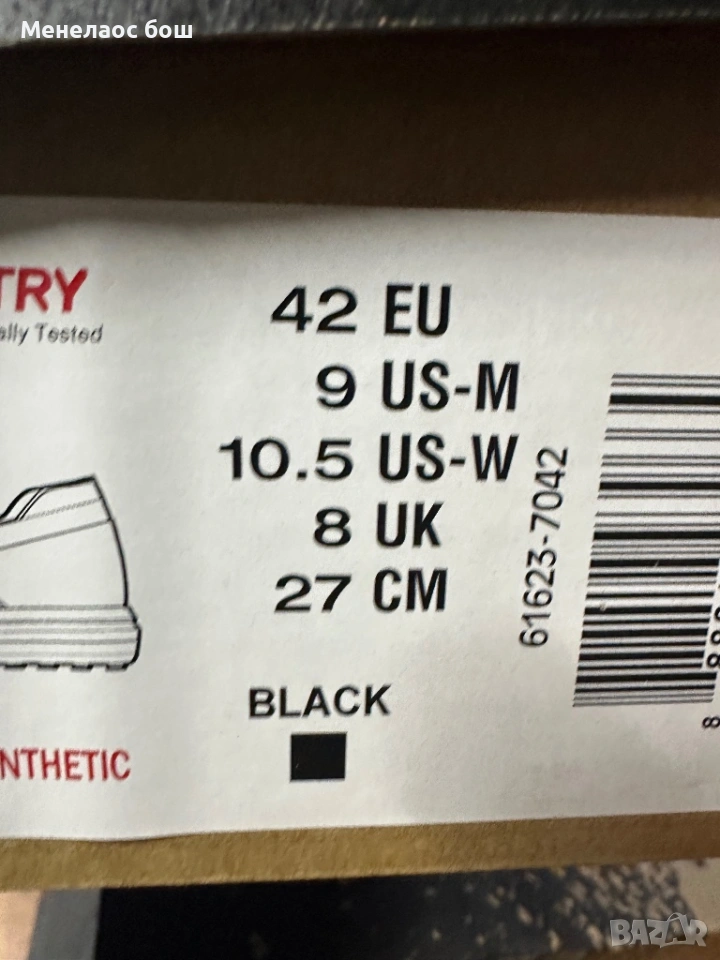 Менелаос бош
TRY
ally Tested
42 EU
9 US-M
10.5 US-W
8 UK
27 CM
61623-7042
BLACK
NTHETIC
BAZAR